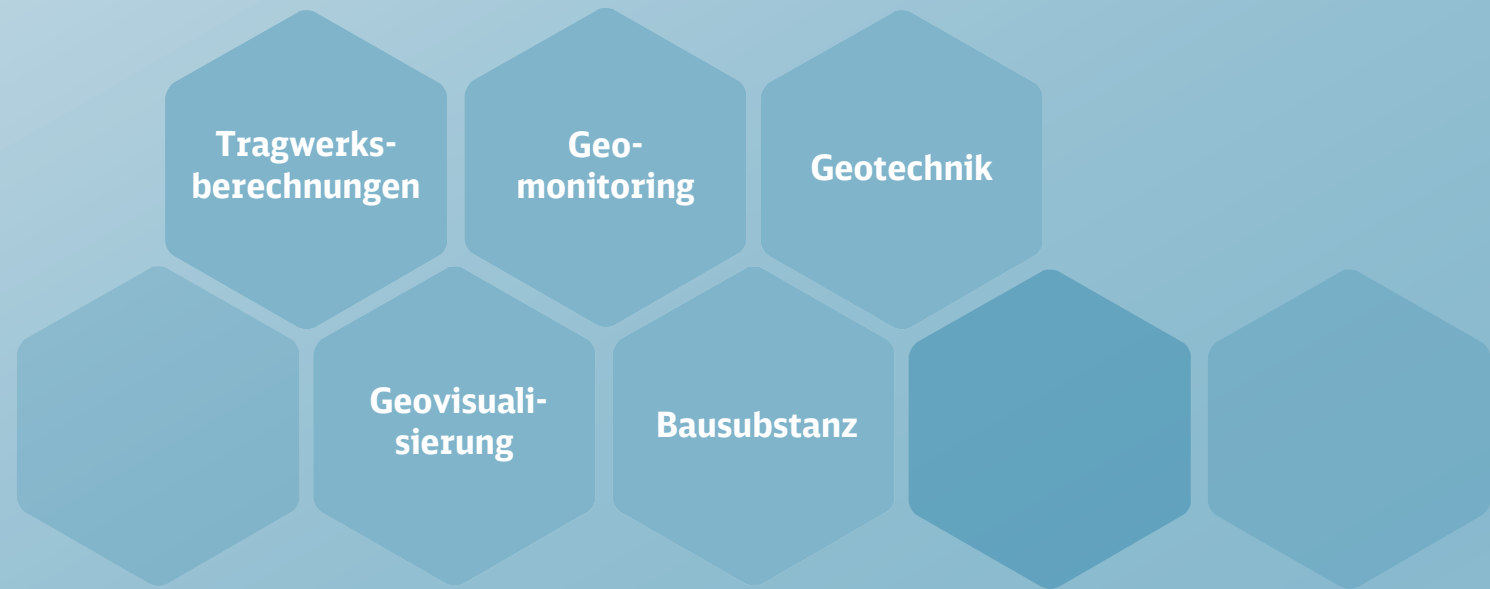 Tragwerks-
berechnungen
Geo-
monitoring
Geotechnik
Geovisuali-
sierung
Bausubstanz